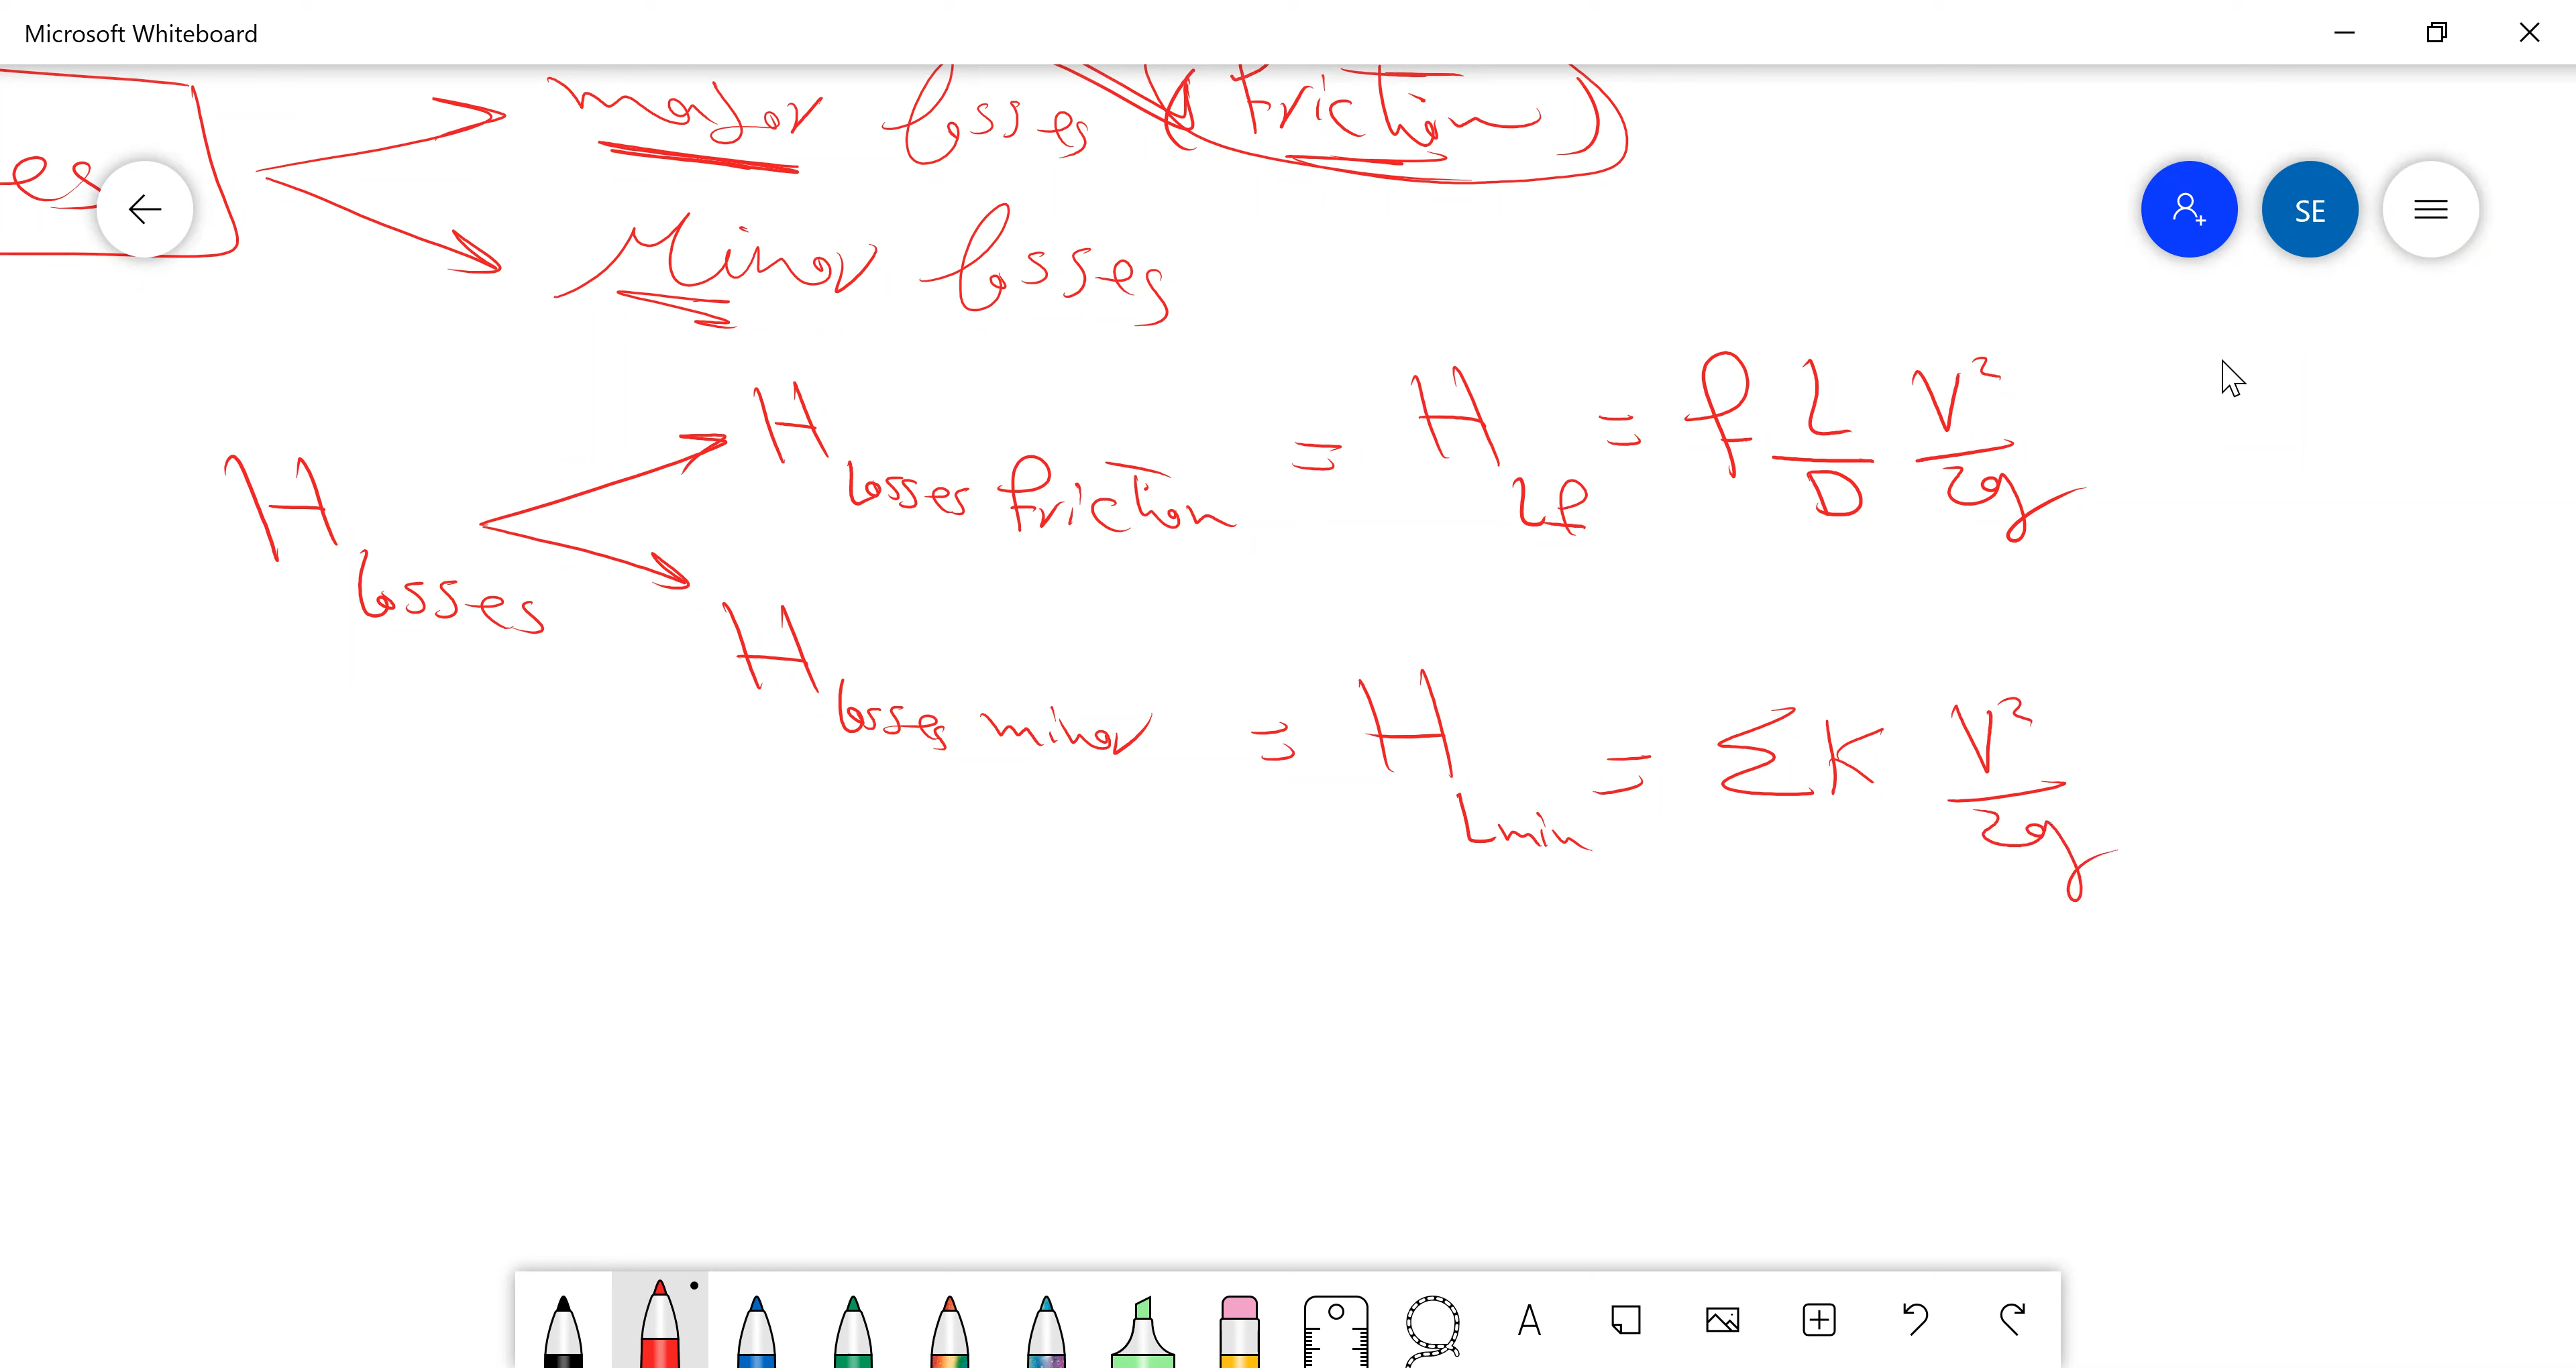 Microsoft Whiteboard
major losses (Friction)
es
Minor losses
SE
H losses
H losses friction = H Lf = f L/D V²/2g
H losses minor = H Lmin = Σ K V²/2g